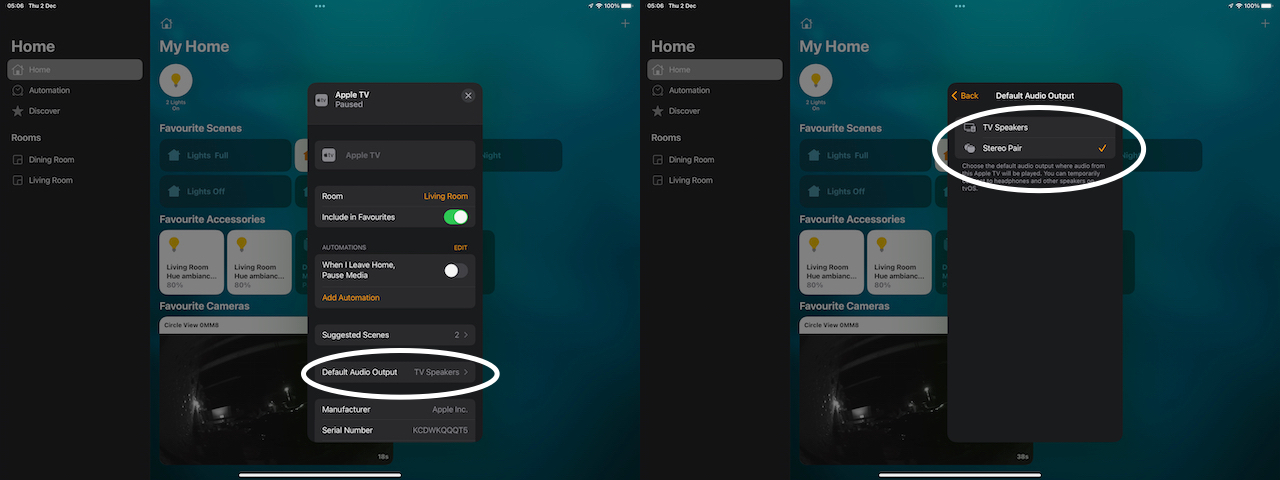 05:06 Thu 2 Dec
100%
Home
Home
Automation
Discover
Rooms
Dining Room
Living Room
My Home
2 Lights
On
Favourite Scenes
Lights Full
Lights Off
Favourite Accessories
Living Room
Hue ambianc...
80%
Living Room
Hue ambianc...
80%
Favourite Cameras
Circle View 0MM8
18s
Apple TV
Paused
Apple TV
Room Living Room
Include in Favourites
AUTOMATIONS EDIT
When I Leave Home,
Pause Media
Add Automation
Suggested Scenes 2
Default Audio Output TV Speakers
Manufacturer Apple Inc.
Serial Number KCDWKQQQT5
05:06 Thu 2 Dec
100%
Home
Home
Automation
Discover
Rooms
Dining Room
Living Room
My Home
2 Lights
On
Favourite Scenes
Lights Full
Lights Off
Favourite Accessories
Living Room
Hue ambianc...
80%
Living Room
Hue ambianc...
80%
Favourite Cameras
Circle View 0MM8
38s
Back Default Audio Output
TV Speakers
Stereo Pair
Choose the default audio output where audio from
this Apple TV will be played. You can temporarily
to headphones and other speakers on
tvOS.